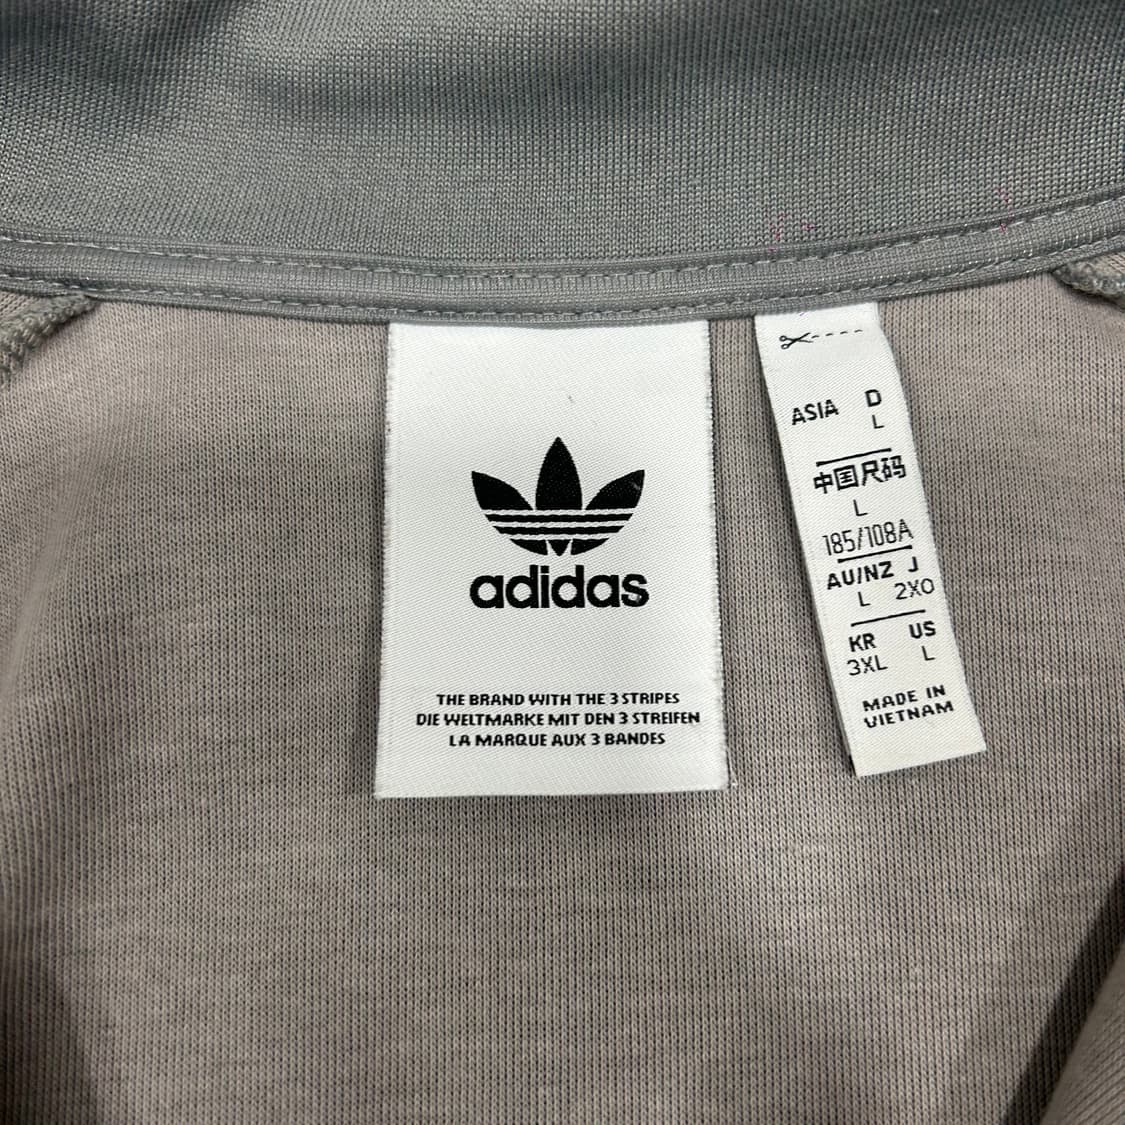 adidas
THE BRAND WITH THE 3 STRIPES
DIE WELTMARKE MIT DEN 3 STREIFEN
LA MARQUE AUX 3 BANDES
ASIA D
L
中国尺码
L
185/108A
AU/NZ J
L 2XO
KR US
3XL L
MADE IN
VIETNAM